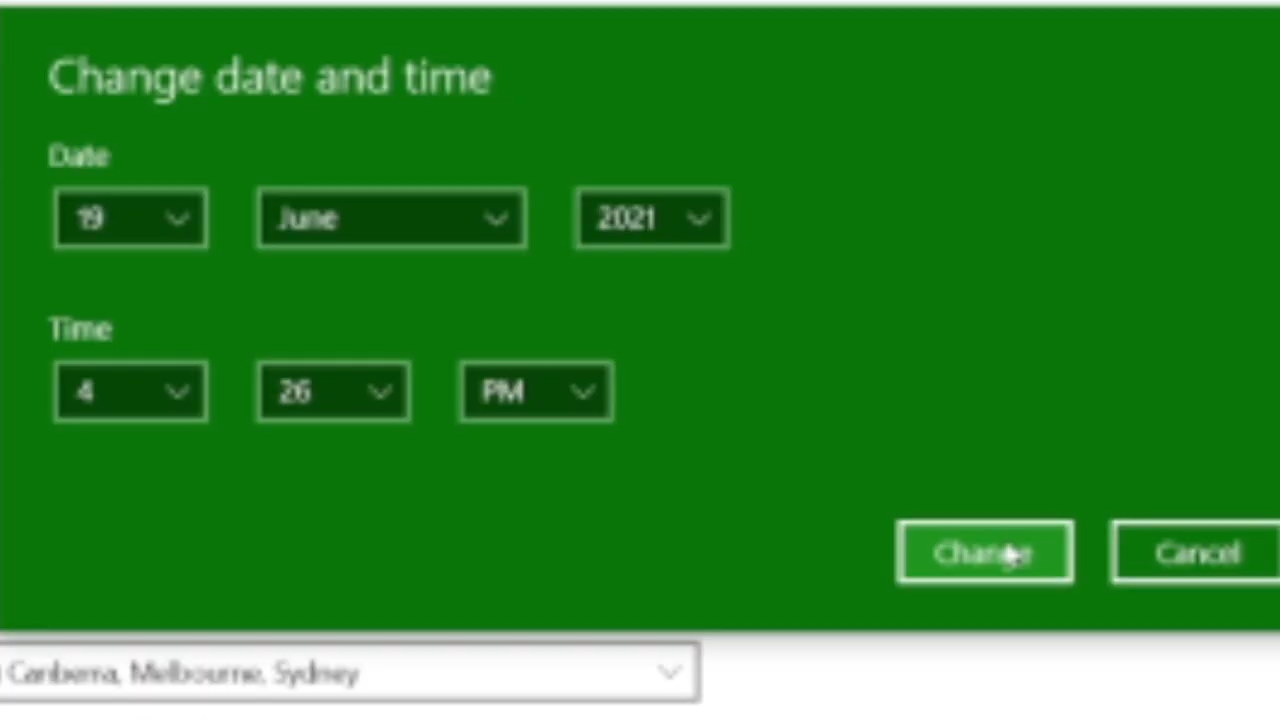 Change date and time
Date
19 June 2021
Time
4 26 PM
Change Cancel
Canberra, Melbourne, Sydney